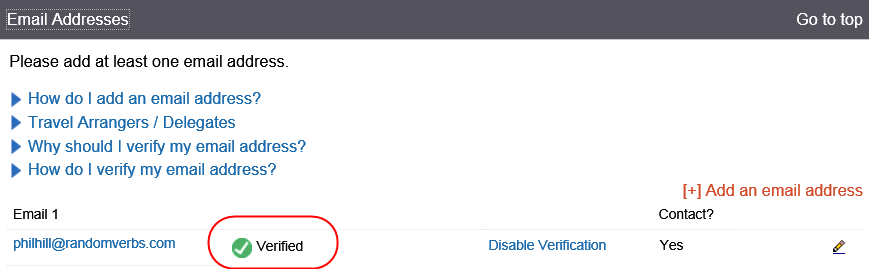 Email Addresses Go to top
Please add at least one email address.
How do I add an email address?
Travel Arrangers / Delegates
Why should I verify my email address?
How do I verify my email address?
[+] Add an email address
Email 1 Contact?
philhill@randomverbs.com Verified Disable Verification Yes